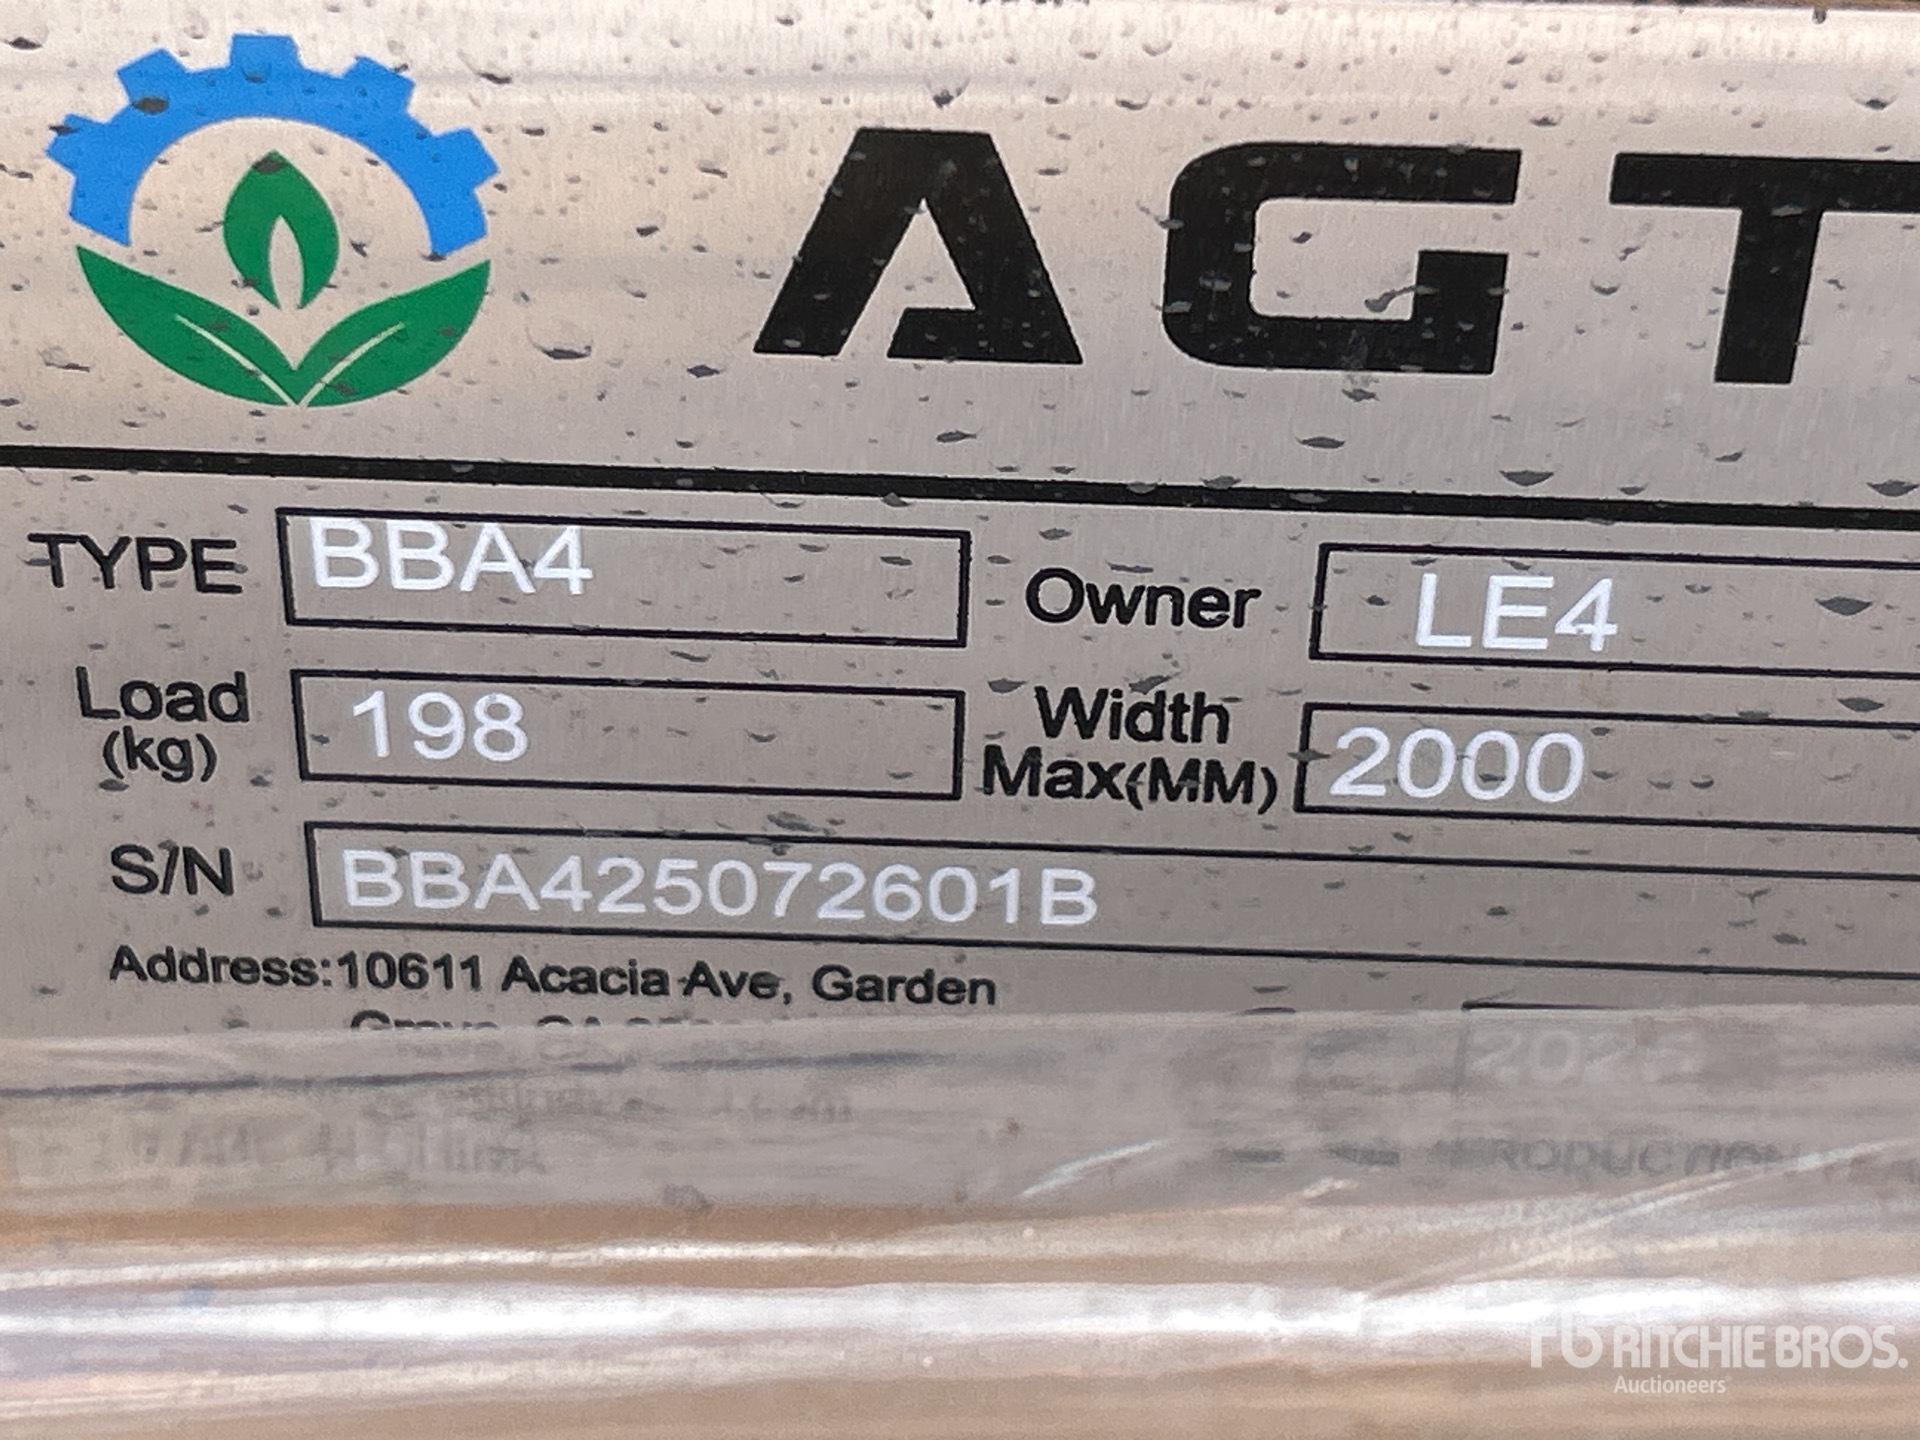 AGT
TYPE BBA4 Owner LE4
Load (kg) 198 Width Max(MM) 2000
S/N BBA425072601B
Address:10611 Acacia Ave, Garden
RITCHIE BROS.
Auctioneers